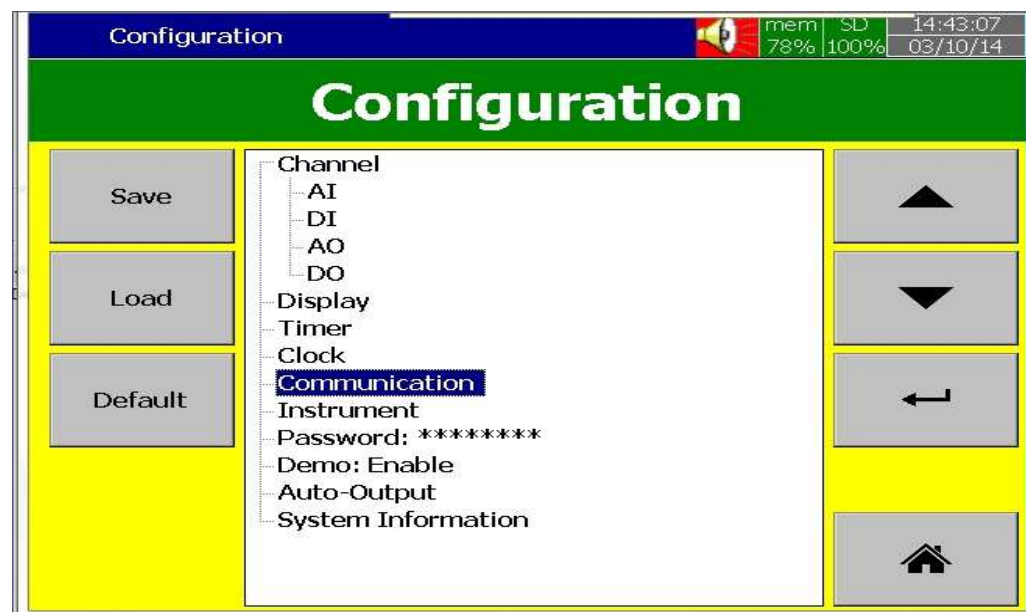 Configuration
mem SD 14:43:07
78% 100% 03/10/14
Configuration
Save
Load
Default
Channel
AI
DI
AO
DO
Display
Timer
Clock
Communication
Instrument
Password: ********
Demo: Enable
Auto-Output
System Information